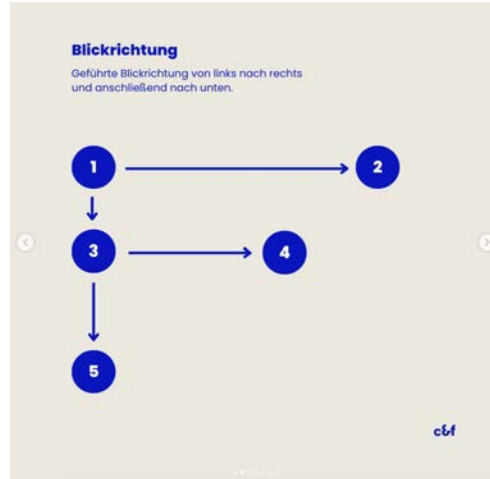 Blickrichtung
Geführte Blickrichtung von links nach rechts
und anschließend nach unten.
1
2
3
4
5
c&f